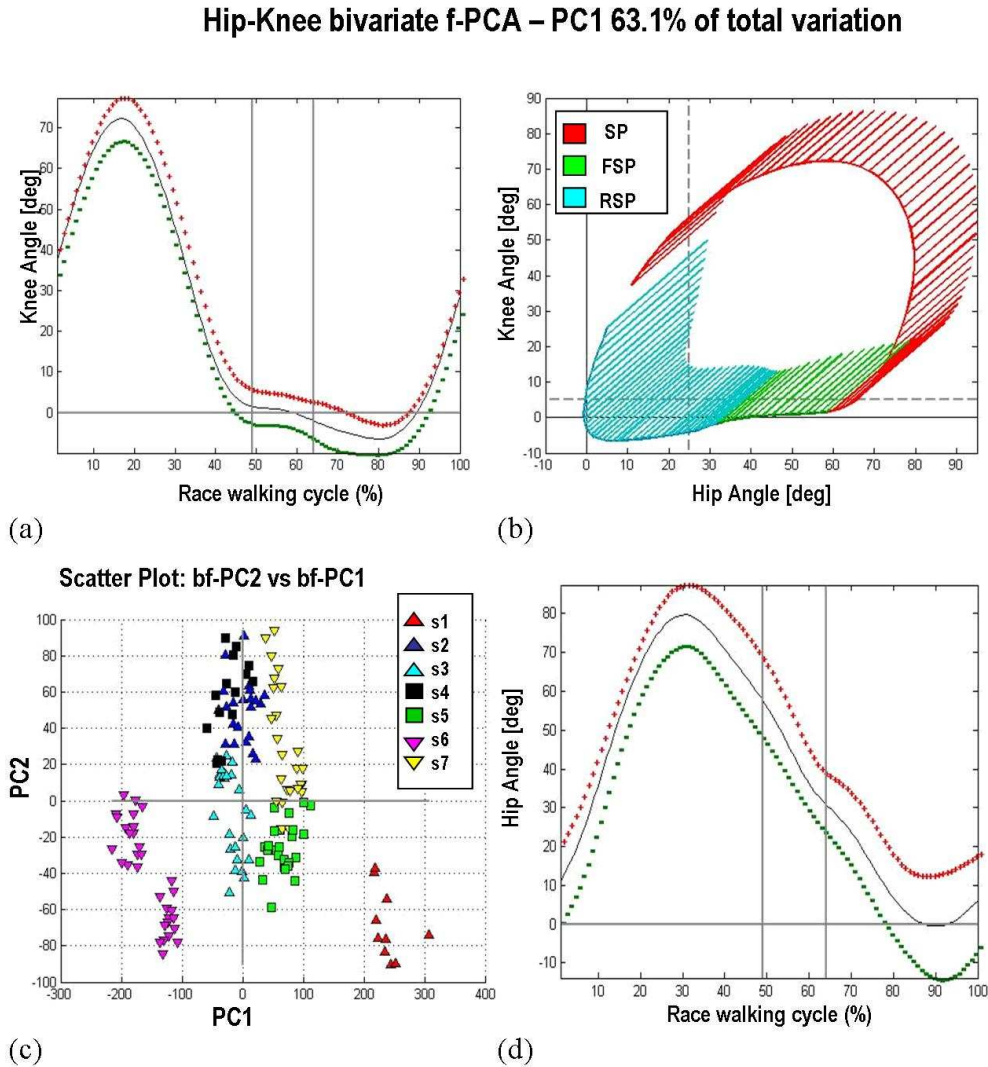 Hip-Knee bivariate f-PCA – PC1 63.1% of total variation
70
60
50
40
30
20
10
0
-10
Knee Angle [deg]
10 20 30 40 50 60 70 80 90 100
Race walking cycle (%)
(a)
90
80
70
60
50
40
30
20
10
0
-10
Knee Angle [deg]
SP
FSP
RSP
-10 0 10 20 30 40 50 60 70 80 90
Hip Angle [deg]
(b)
Scatter Plot: bf-PC2 vs bf-PC1
100
80
60
40
20
0
-20
-40
-60
-80
-100
PC2
s1
s2
s3
s4
s5
s6
s7
-300 -200 -100 0 100 200 300 400
PC1
(c)
80
70
60
50
40
30
20
10
0
-10
Hip Angle [deg]
10 20 30 40 50 60 70 80 90 100
Race walking cycle (%)
(d)